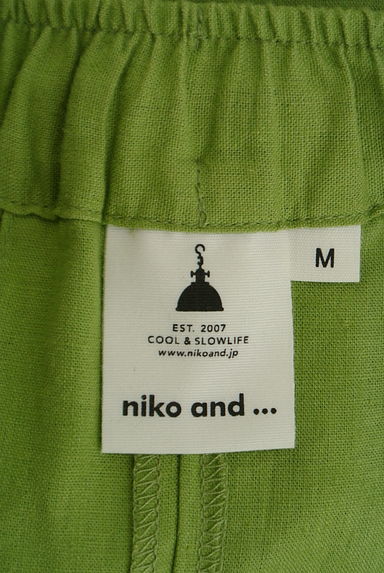 M
EST. 2007
COOL & SLOWLIFE
www.nikoand.jp
niko and ...